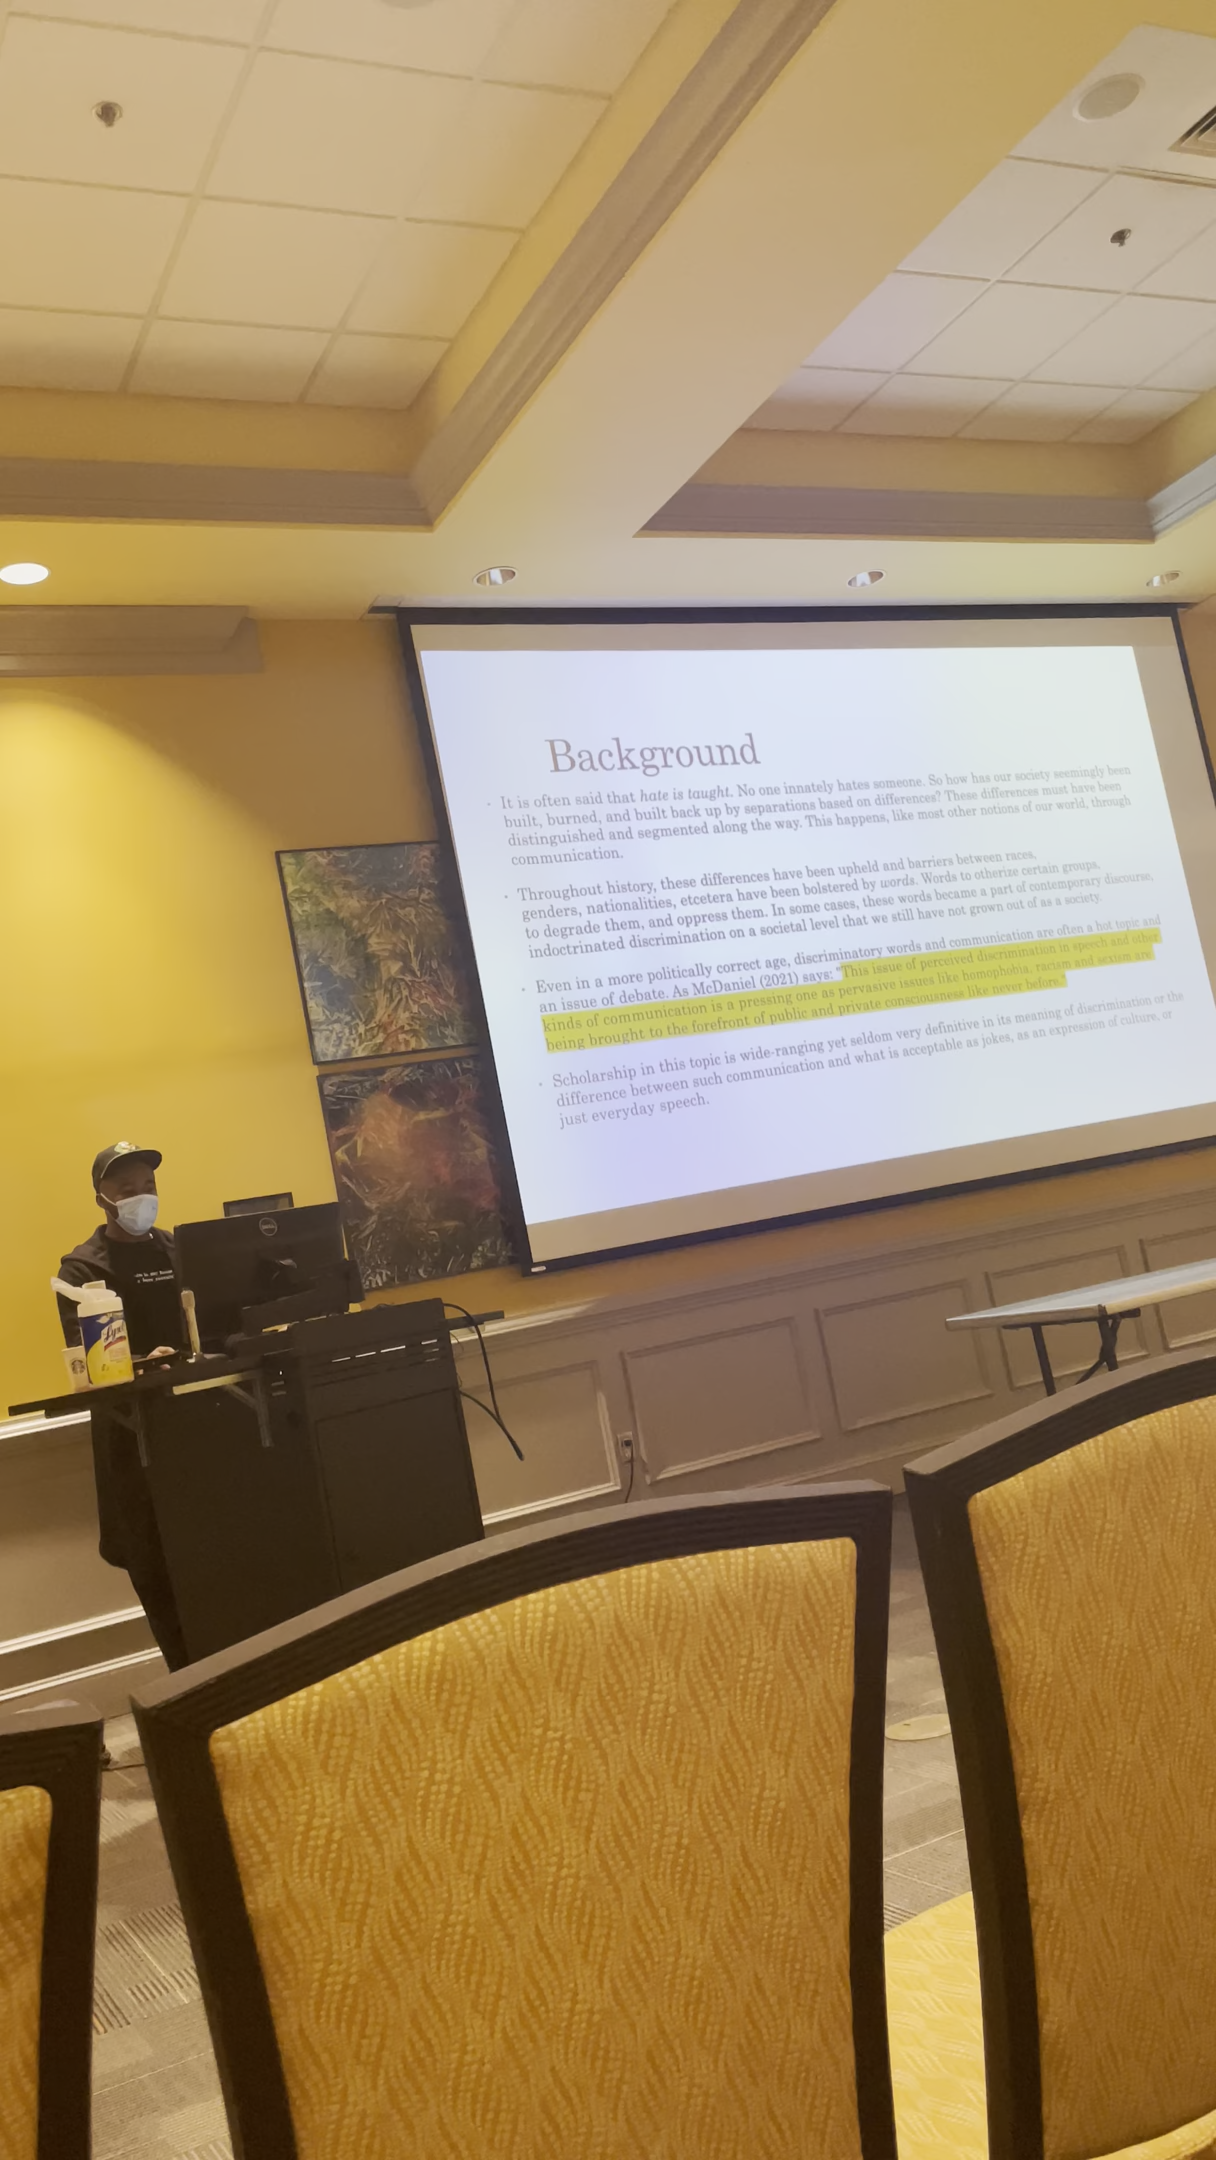 Background
• It is often said that hate is taught. No one innately hates someone. So how has our society seemingly been
built, burned, and built back up by separations based on differences? These differences must have been
distinguished and segmented along the way. This happens, like most other notions of our world, through
communication.
• Throughout history, these differences have been upheld and barriers between races,
genders, nationalities, etcetera have been bolstered by words. Words to otherize certain groups,
to degrade them, and oppress them. In some cases, these words became a part of contemporary discourse,
indoctrinated discrimination on a societal level that we still have not grown out of as a society.
• Even in a more politically correct age, discriminatory words and communication are often a hot topic and
an issue of debate. As McDaniel (2021) says: "This issue of perceived discrimination in speech and other
kinds of communication is a pressing one as pervasive issues like homophobia, racism and sexism are
being brought to the forefront of public and private consciousness like never before."
• Scholarship in this topic is wide-ranging yet seldom very definitive in its meaning of discrimination or the
difference between such communication and what is acceptable as jokes, as an expression of culture, or
just everyday speech.
DELL
Lysol